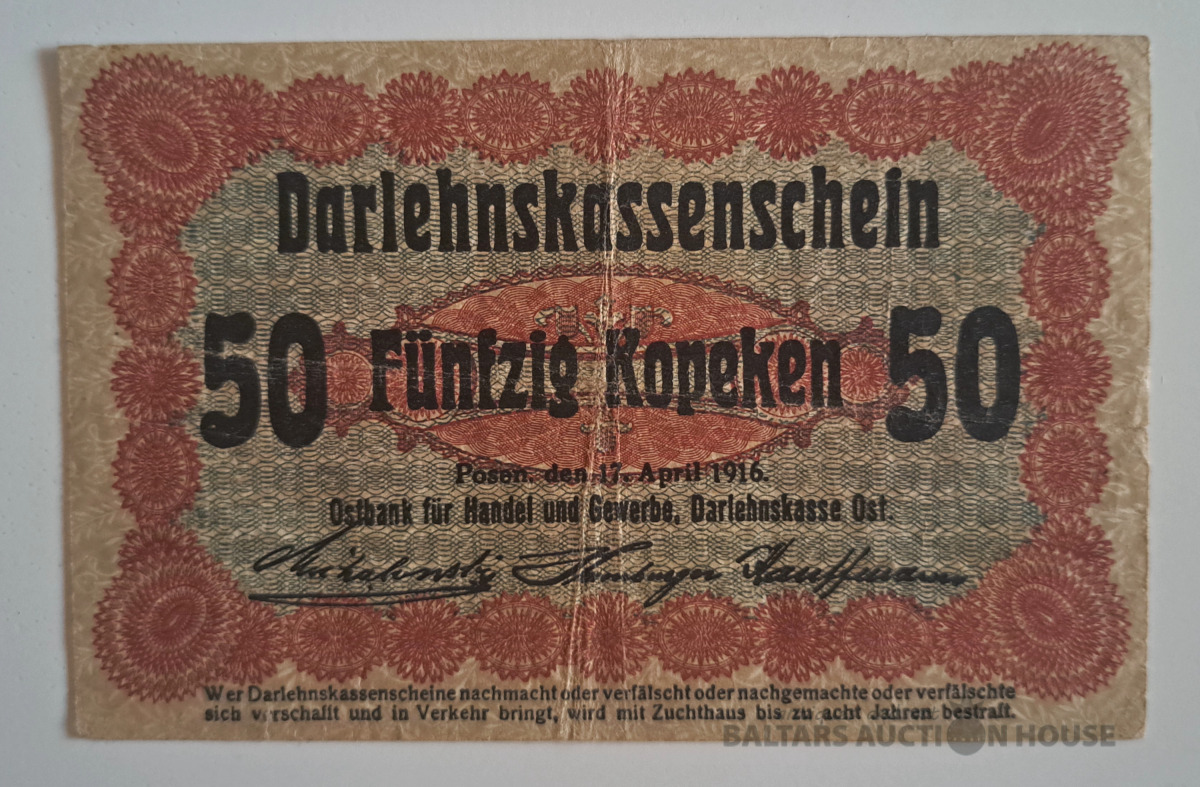 Darlehnskassenschein
50 Fünfzig Kopeken 50
Posen, den 17. April 1916.
Ostbank für Handel und Gewerbe, Darlehnskasse Ost.
Wer Darlehnskassenscheine nachmacht oder verfälscht oder nachgemachte oder verfälschte
sich verschafft und in Verkehr bringt, wird mit Zuchthaus bis zu acht Jahren bestraft.
BALTARS AUCTION HOUSE